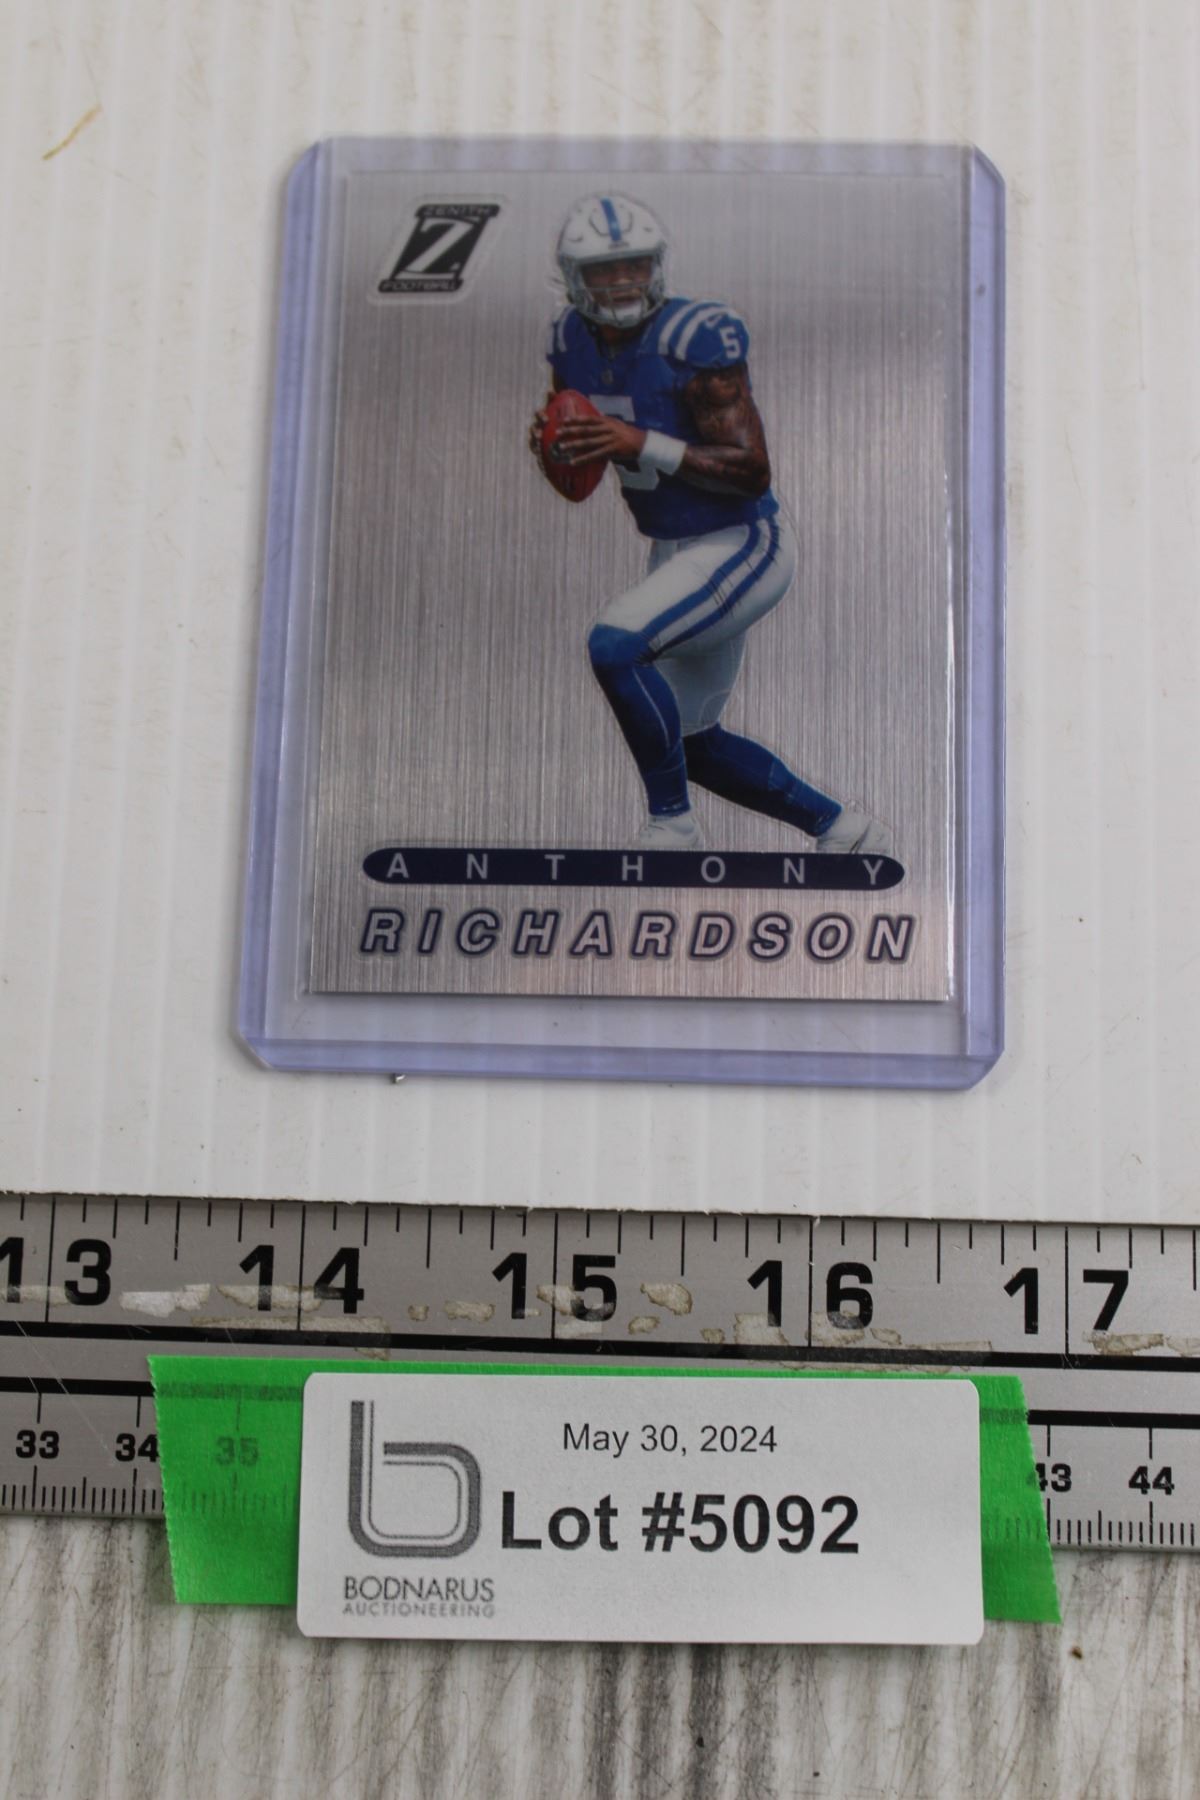 ZENITH
Z
FOOTBALL
5
5
ANTHONY
RICHARDSON
13 14 15 16 17
33 34 35 43 44
May 30, 2024
Lot #5092
b
BODNARUS
AUCTIONEERING